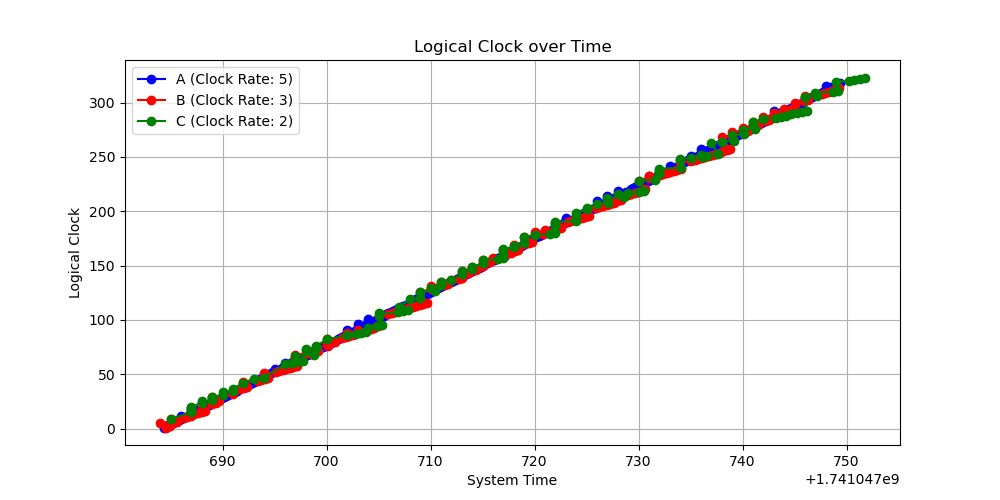 Logical Clock over Time
A (Clock Rate: 5)
B (Clock Rate: 3)
C (Clock Rate: 2)
Logical Clock
300
250
200
150
100
50
0
690 700 710 720 730 740 750
System Time
+1.741047e9